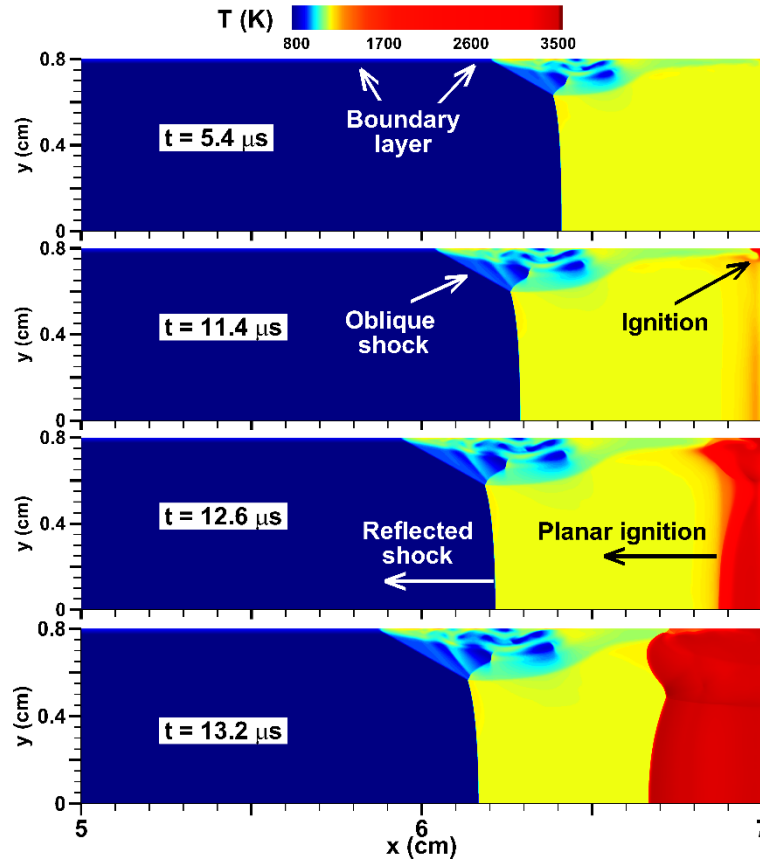 T (K)
800 1700 2600 3500
0.8
y (cm)
0.4
0
Boundary
layer
t = 5.4 μs
0.8
y (cm)
0.4
0
t = 11.4 μs
Oblique
shock
Ignition
0.8
y (cm)
0.4
0
t = 12.6 μs
Reflected
shock
Planar ignition
0.8
y (cm)
0.4
0
t = 13.2 μs
5 6 7
x (cm)